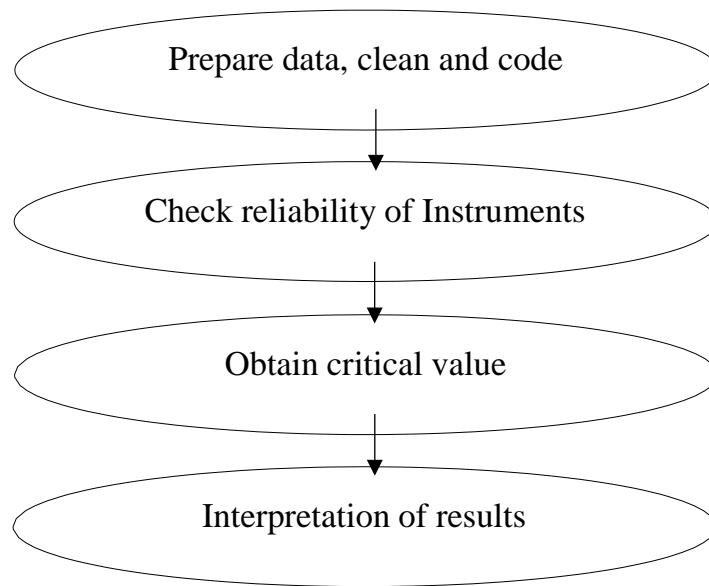 Prepare data, clean and code
Check reliability of Instruments
Obtain critical value
Interpretation of results